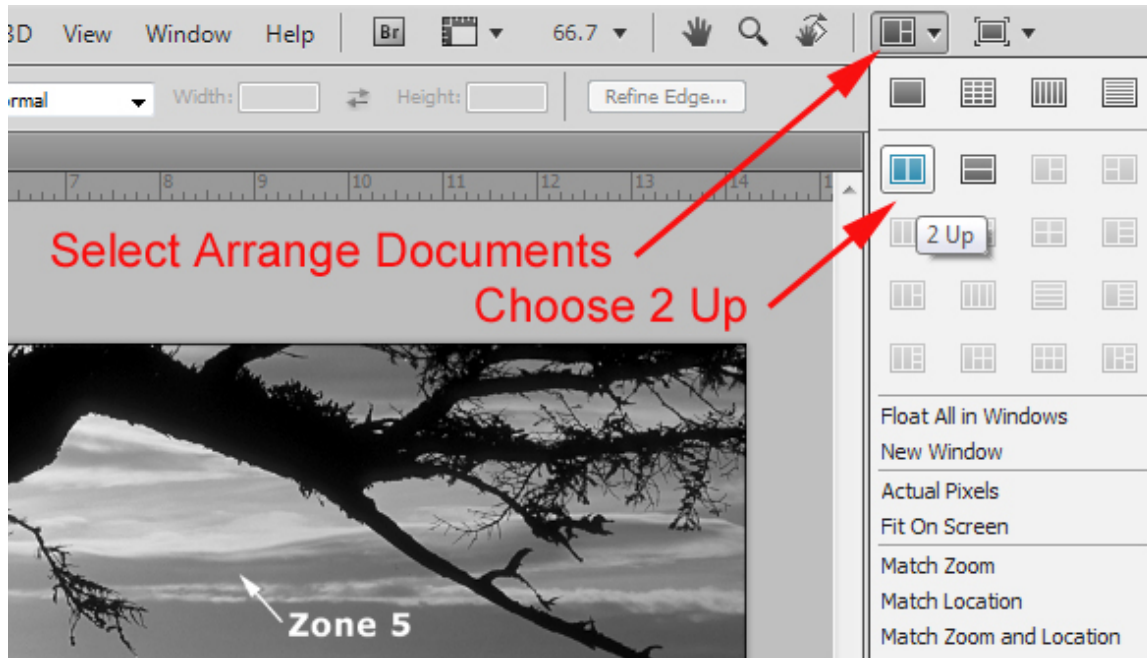 3D View Window Help Br 66.7
ormal Width: Height: Refine Edge...
7 8 9 10 11 12 13 14 1
Select Arrange Documents
2 Up
Choose 2 Up
Float All in Windows
New Window
Actual Pixels
Fit On Screen
Match Zoom
Match Location
Match Zoom and Location
Zone 5